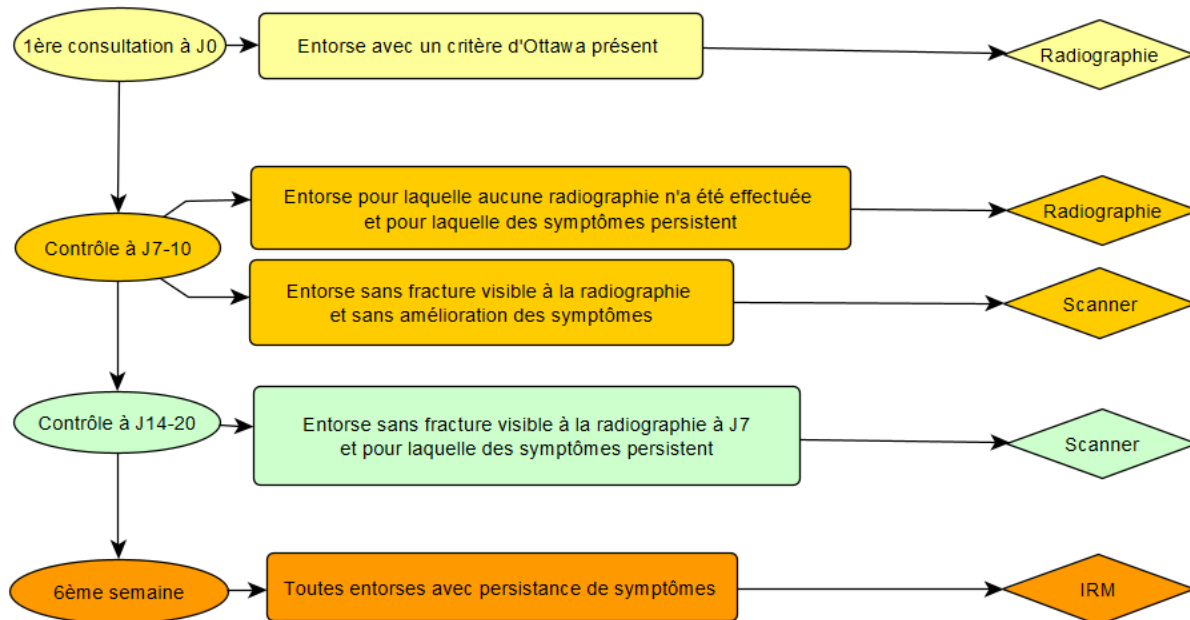 1ère consultation à J0
Entorse avec un critère d'Ottawa présent
Radiographie
Contrôle à J7-10
Entorse pour laquelle aucune radiographie n'a été effectuée
et pour laquelle des symptômes persistent
Radiographie
Entorse sans fracture visible à la radiographie
et sans amélioration des symptômes
Scanner
Contrôle à J14-20
Entorse sans fracture visible à la radiographie à J7
et pour laquelle des symptômes persistent
Scanner
6ème semaine
Toutes entorses avec persistance de symptômes
IRM